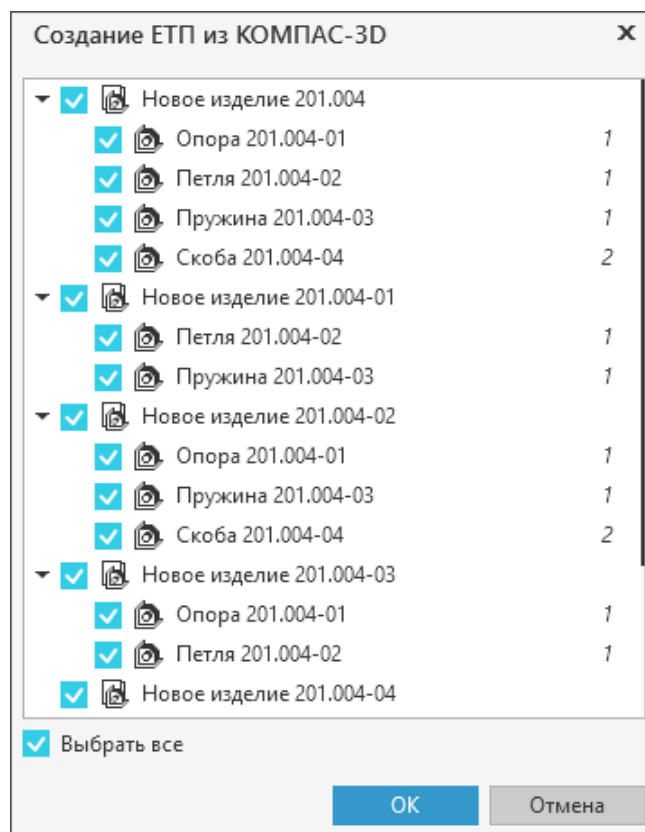 Создание ЕТП из КОМПАС-3D
Новое изделие 201.004
Опора 201.004-01 1
Петля 201.004-02 1
Пружина 201.004-03 1
Скоба 201.004-04 2
Новое изделие 201.004-01
Петля 201.004-02 1
Пружина 201.004-03 1
Новое изделие 201.004-02
Опора 201.004-01 1
Пружина 201.004-03 1
Скоба 201.004-04 2
Новое изделие 201.004-03
Опора 201.004-01 1
Петля 201.004-02 1
Новое изделие 201.004-04
Выбрать все
ОК Отмена